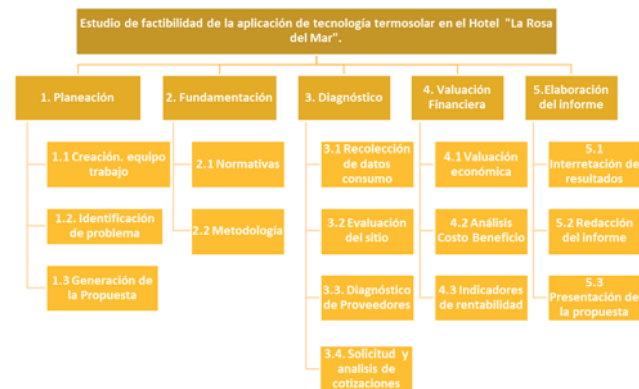 Estudio de factibilidad de la aplicación de tecnología termosolar en el Hotel "La Rosa
del Mar".
1. Planeación
1.1 Creación. equipo
trabajo
1.2. Identificación
de problema
1.3 Generación de
la Propuesta
2. Fundamentación
2.1 Normativas
2.2 Metodología
3. Diagnóstico
3.1 Recolección
de datos
consumo
3.2 Evaluación
del sitio
3.3. Diagnóstico
de Proveedores
3.4. Solicitud y
analisis de
cotizaciones
4. Valuación
Financiera
4.1 Valuación
económica
4.2 Análisis
Costo Beneficio
4.3 Indicadores
de rentabilidad
5.Elaboración
del informe
5.1
Interretación de
resultados
5.2 Redacción
del informe
5.3
Presentación de
la propuesta